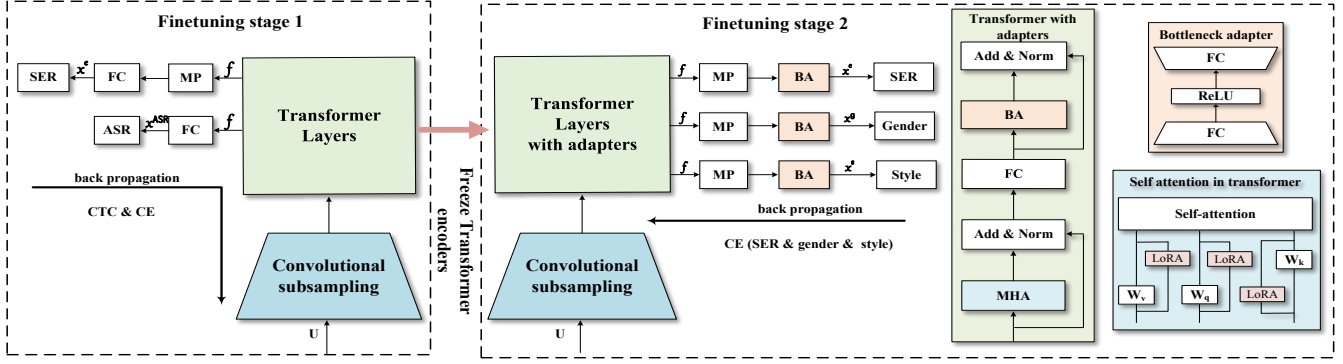 Finetuning stage 1
SER
x^e
FC
MP
f
ASR
x^ASR
FC
f
Transformer
Layers
back propagation
CTC & CE
Convolutional
subsampling
U
Freeze Transformer
encoders
Finetuning stage 2
Transformer
Layers
with adapters
f
MP
BA
x^e
SER
f
MP
BA
x^g
Gender
f
MP
BA
x^e
Style
back propagation
CE (SER & gender & style)
Convolutional
subsampling
U
Transformer with
adapters
Add & Norm
BA
FC
Add & Norm
MHA
Bottleneck adapter
FC
ReLU
FC
Self attention in transformer
Self-attention
LoRA
LoRA
W_k
W_v
W_q
LoRA